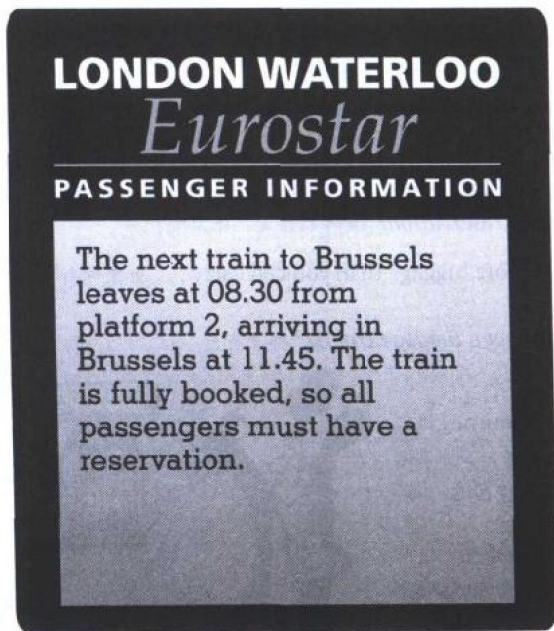 LONDON WATERLOO
Eurostar
PASSENGER INFORMATION
The next train to Brussels
leaves at 08.30 from
platform 2, arriving in
Brussels at 11.45. The train
is fully booked, so all
passengers must have a
reservation.